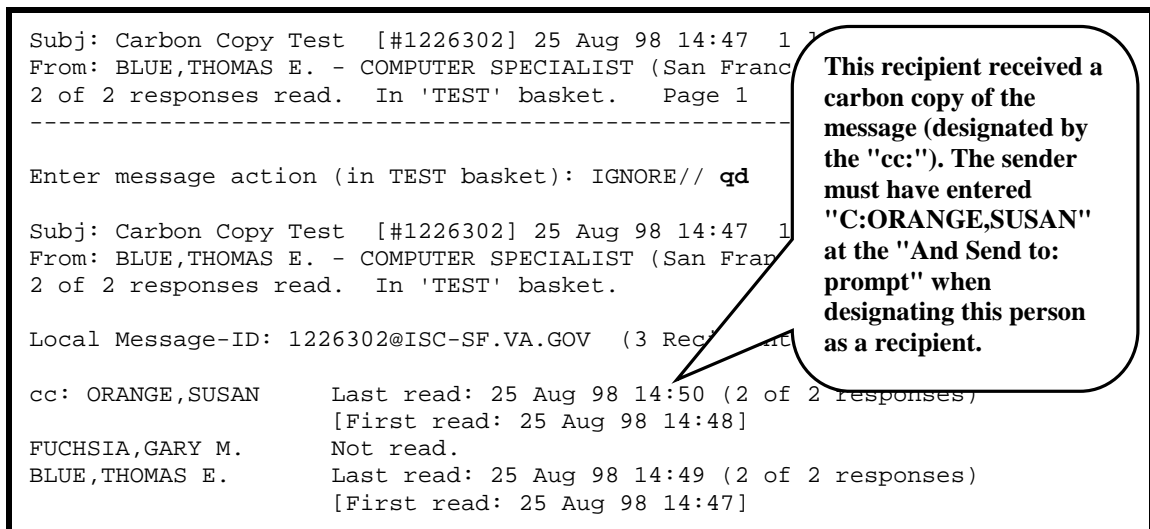 Subj: Carbon Copy Test [#1226302] 25 Aug 98 14:47 1
From: BLUE,THOMAS E. - COMPUTER SPECIALIST (San Franc
2 of 2 responses read. In 'TEST' basket. Page 1
-----------------------------------------------------
Enter message action (in TEST basket): IGNORE// qd
Subj: Carbon Copy Test [#1226302] 25 Aug 98 14:47 1
From: BLUE,THOMAS E. - COMPUTER SPECIALIST (San Fran
2 of 2 responses read. In 'TEST' basket.
Local Message-ID: 1226302@ISC-SF.VA.GOV (3
cc: ORANGE,SUSAN Last read: 25 Aug 98 14:50 (2 of 2 responses)
[First read: 25 Aug 98 14:48]
FUCHSIA,GARY M. Not read.
BLUE,THOMAS E. Last read: 25 Aug 98 14:49 (2 of 2 responses)
[First read: 25 Aug 98 14:47]
This recipient received a
carbon copy of the
message (designated by
the "cc:"). The sender
must have entered
"C:ORANGE,SUSAN"
at the "And Send to:
prompt" when
designating this person
as a recipient.